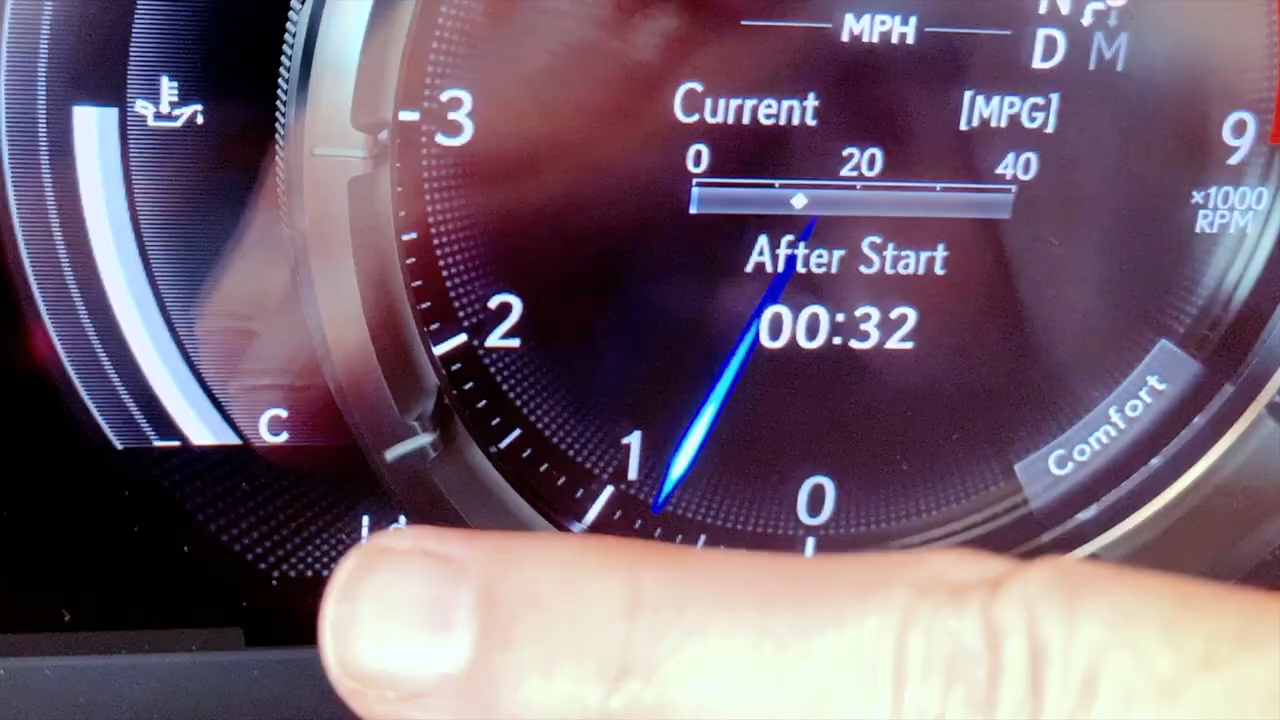 MPH
D M
Current [MPG]
0 20 40
After Start
00:32
3
2
1
0
9
×1000
RPM
Comfort
C